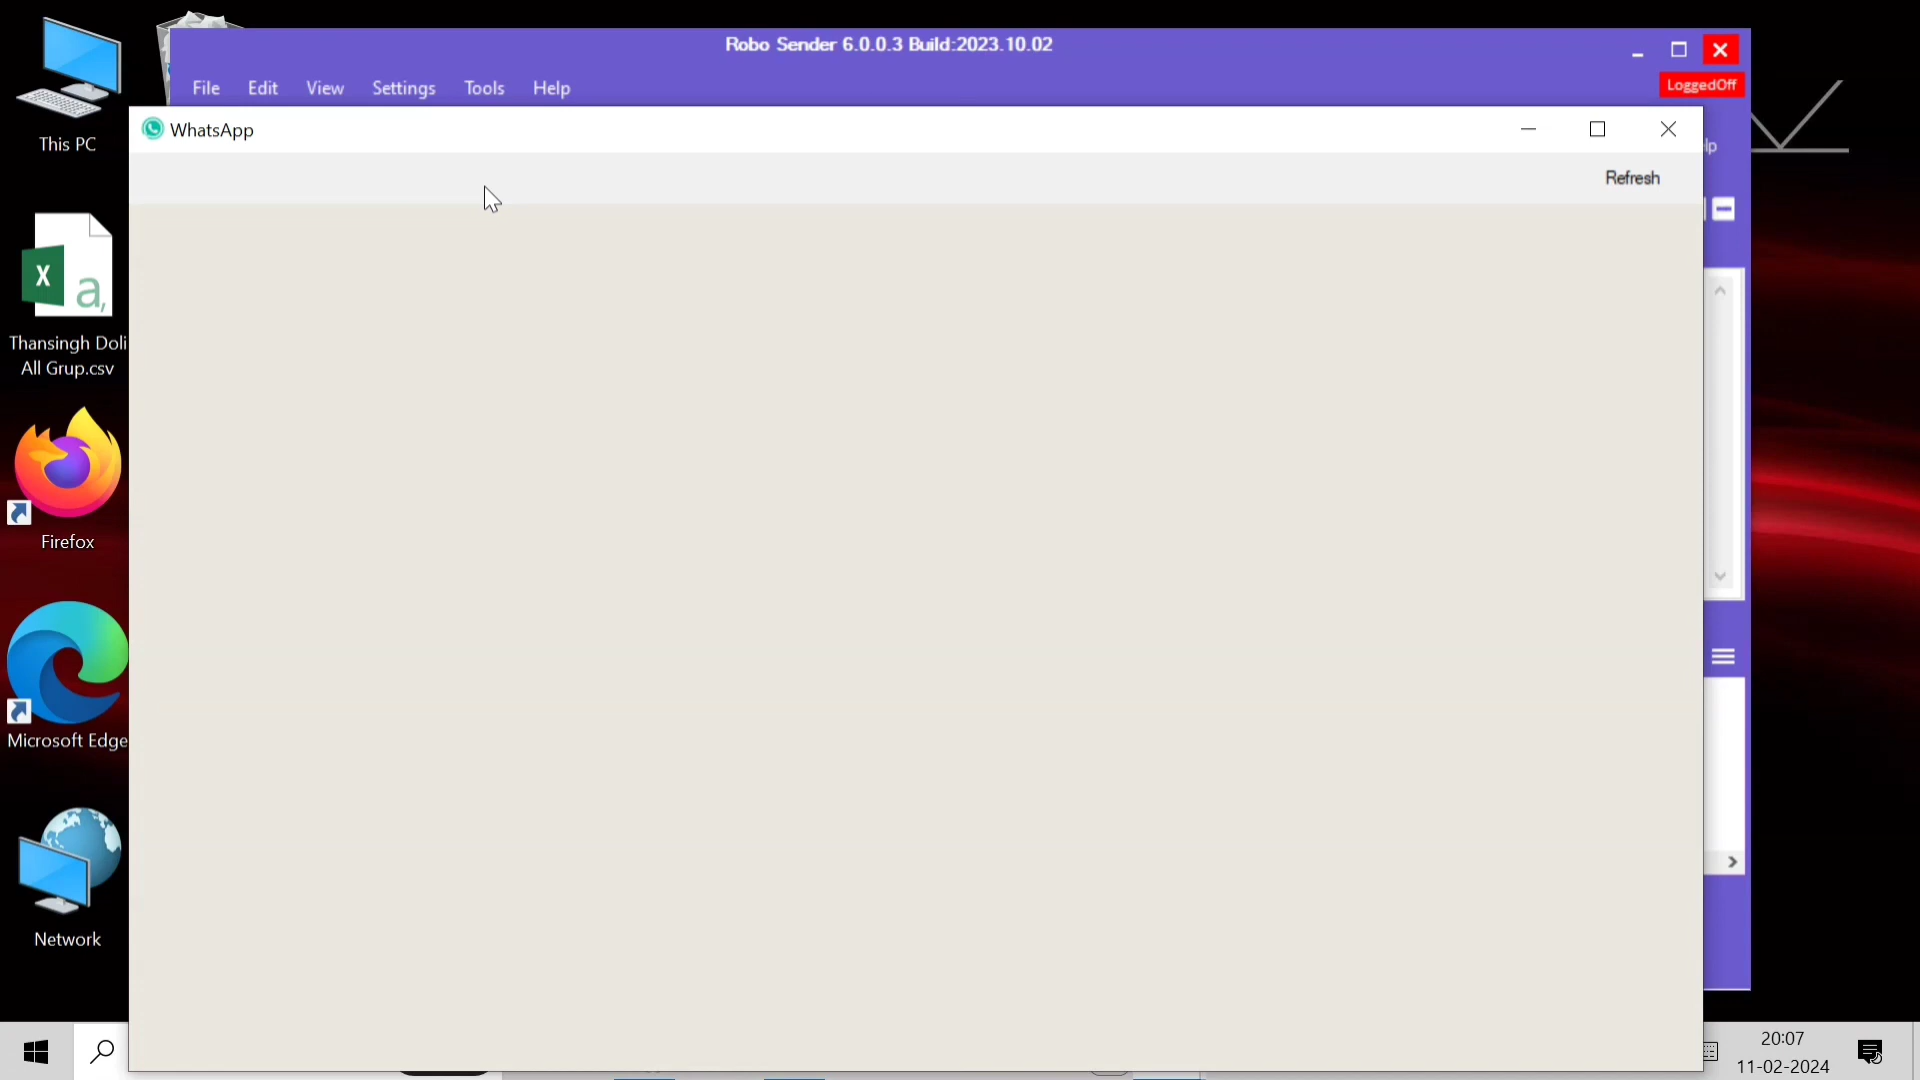 This PC
Thansingh Doli
All Grup.csv
Firefox
Microsoft Edge
Network
Robo Sender 6.0.0.3 Build:2023.10.02
File Edit View Settings Tools Help
LoggedOff
WhatsApp
lp
Refresh
20:07
11-02-2024